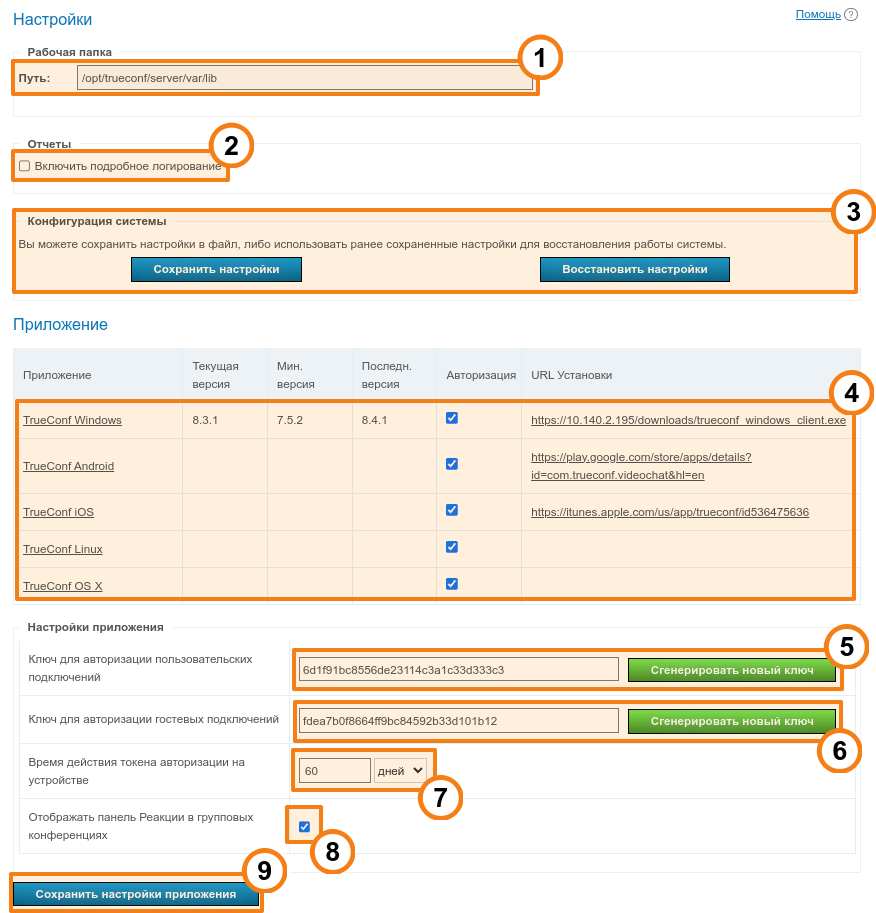 Настройки
Помощь ?
Рабочая папка
1
Путь: /opt/trueconf/server/var/lib
Отчеты
2
Включить подробное логирование
3
Конфигурация системы
Вы можете сохранить настройки в файл, либо использовать ранее сохраненные настройки для восстановления работы системы.
Сохранить настройки Восстановить настройки
Приложение
Приложение Текущая версия Мин. версия Последн. версия Авторизация URL Установки
4
TrueConf Windows 8.3.1 7.5.2 8.4.1 https://10.140.2.195/downloads/trueconf_windows_client.exe
TrueConf Android https://play.google.com/store/apps/details?
id=com.trueconf.videochat&hl=en
TrueConf iOS https://itunes.apple.com/us/app/trueconf/id536475636
TrueConf Linux
TrueConf OS X
Настройки приложения
5
Ключ для авторизации пользовательских
подключений
6d1f91bc8556de23114c3a1c33d333c3 Сгенерировать новый ключ
Ключ для авторизации гостевых подключений fdea7b0f8664ff9bc84592b33d101b12 Сгенерировать новый ключ
6
Время действия токена авторизации на
устройстве
60 дней
7
Отображать панель Реакции в групповых
конференциях
8
9
Сохранить настройки приложения